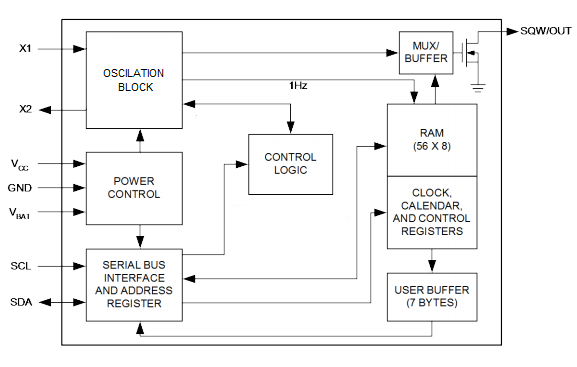 X1
X2
OSCILATION
BLOCK
1Hz
MUX/
BUFFER
SQW/OUT
RAM
(56 X 8)
CONTROL
LOGIC
VCC
GND
VBAT
POWER
CONTROL
CLOCK,
CALENDAR,
AND CONTROL
REGISTERS
SCL
SDA
SERIAL BUS
INTERFACE
AND ADDRESS
REGISTER
USER BUFFER
(7 BYTES)